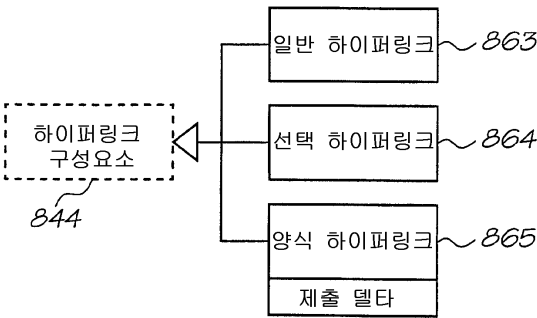 일반 하이퍼링크
863
하이퍼링크
구성요소
844
선택 하이퍼링크
864
양식 하이퍼링크
865
제출 델타